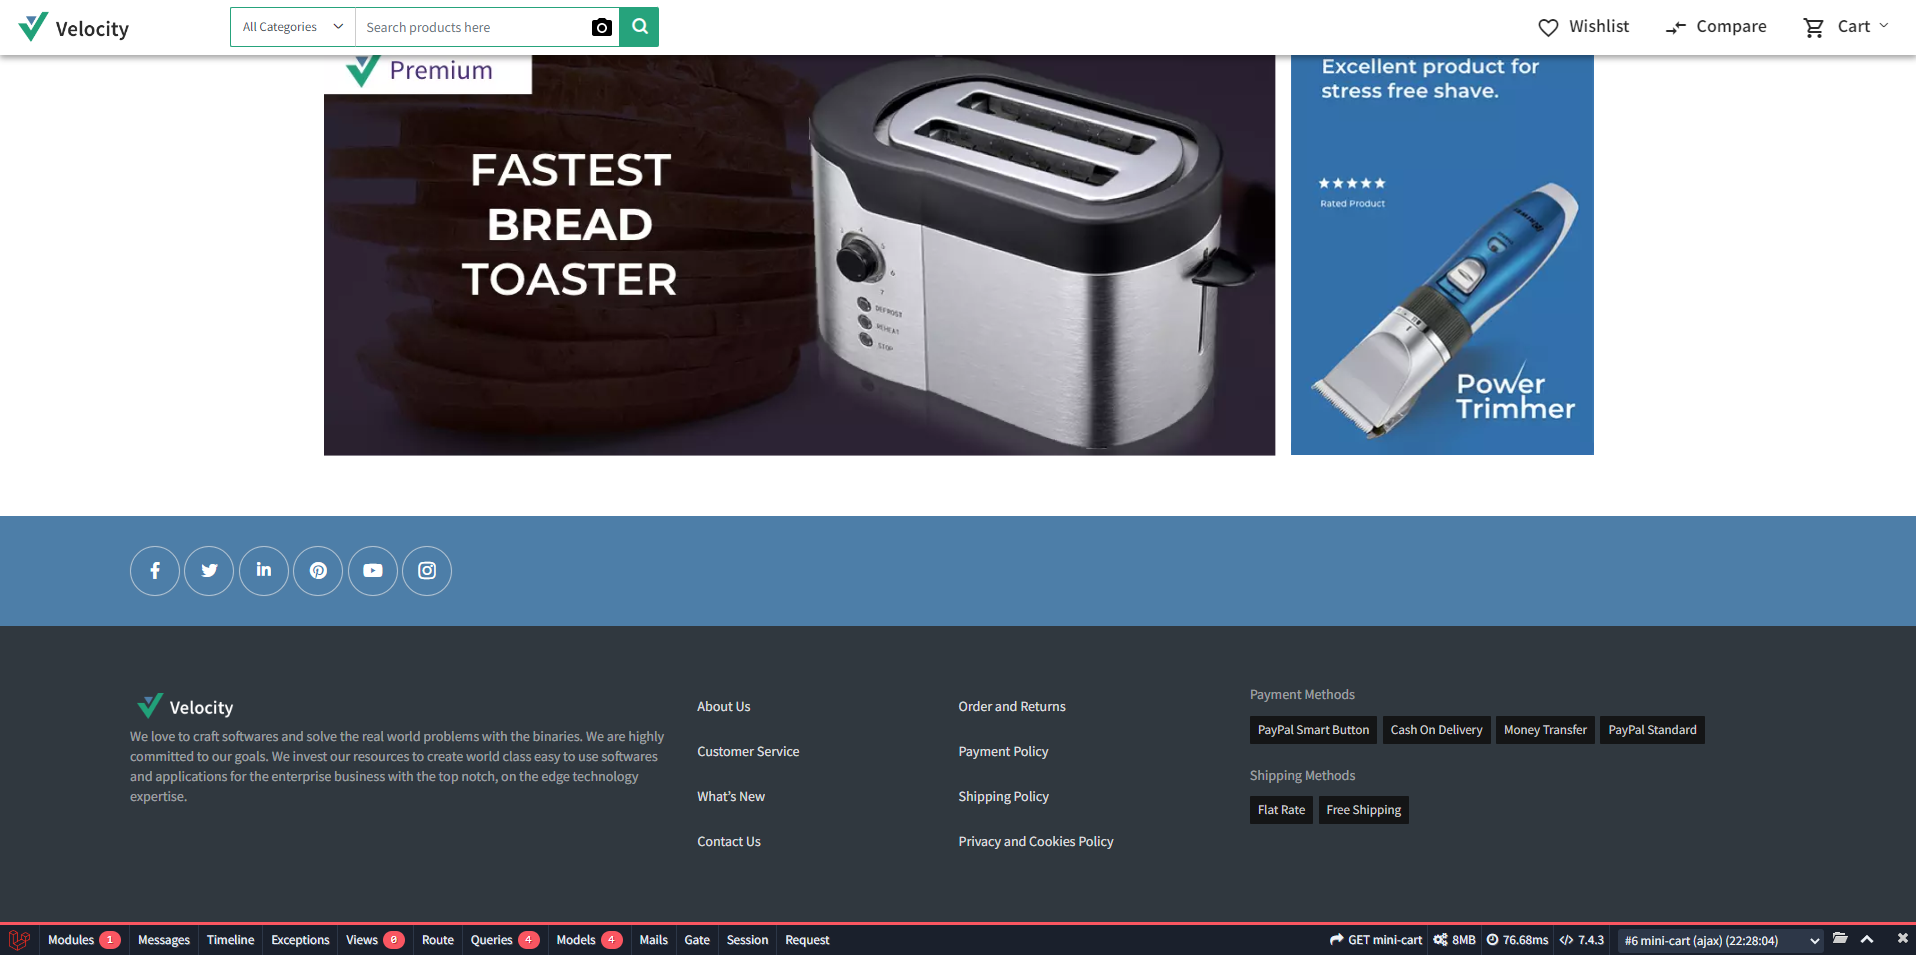 Velocity
All Categories
Search products here
Wishlist
Compare
Cart
Premium
FASTEST
BREAD
TOASTER
DEFROST
REHEAT
STOP
Excellent product for
stress free shave.
Rated Product
Power
Trimmer
Velocity
We love to craft softwares and solve the real world problems with the binaries. We are highly
committed to our goals. We invest our resources to create world class easy to use softwares
and applications for the enterprise business with the top notch, on the edge technology
expertise.
About Us
Customer Service
What's New
Contact Us
Order and Returns
Payment Policy
Shipping Policy
Privacy and Cookies Policy
Payment Methods
PayPal Smart Button Cash On Delivery Money Transfer PayPal Standard
Shipping Methods
Flat Rate Free Shipping
Modules 1 Messages Timeline Exceptions Views 0 Route Queries 4 Models 4 Mails Gate Session Request GET mini-cart 8MB 76.68ms 7.4.3 #6 mini-cart (ajax) (22:28:04)